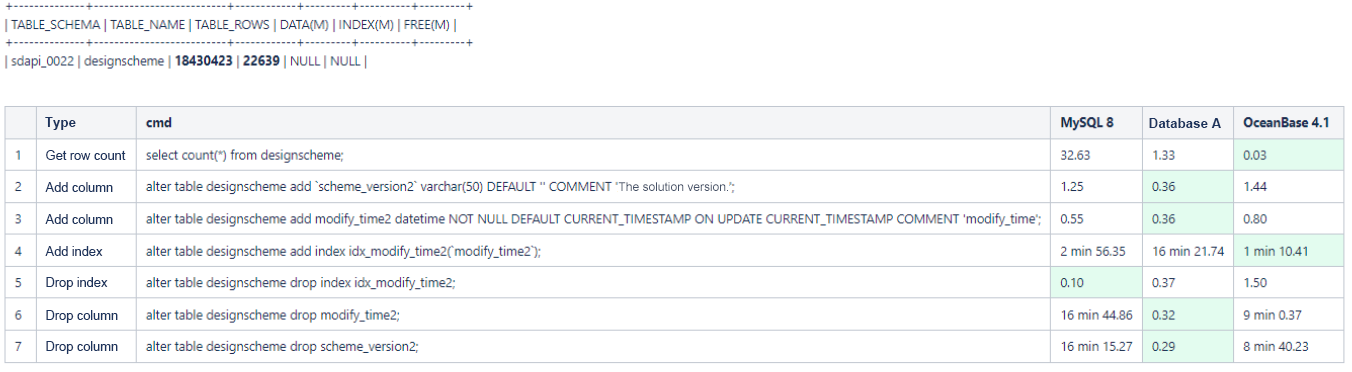 +--------------+---------------------------+------------+--------+----------+---------+
| TABLE_SCHEMA | TABLE_NAME | TABLE_ROWS | DATA(M) | INDEX(M) | FREE(M) |
+--------------+---------------------------+------------+--------+----------+---------+
| sdapi_0022 | designscheme | 18430423 | 22639 | NULL | NULL |
Type cmd MySQL 8 Database A OceanBase 4.1
1 Get row count select count(*) from designscheme; 32.63 1.33 0.03
2 Add column alter table designscheme add `scheme_version2` varchar(50) DEFAULT '' COMMENT 'The solution version.'; 1.25 0.36 1.44
3 Add column alter table designscheme add modify_time2 datetime NOT NULL DEFAULT CURRENT_TIMESTAMP ON UPDATE CURRENT_TIMESTAMP COMMENT 'modify_time'; 0.55 0.36 0.80
4 Add index alter table designscheme add index idx_modify_time2(`modify_time2`); 2 min 56.35 16 min 21.74 1 min 10.41
5 Drop index alter table designscheme drop index idx_modify_time2; 0.10 0.37 1.50
6 Drop column alter table designscheme drop modify_time2; 16 min 44.86 0.32 9 min 0.37
7 Drop column alter table designscheme drop scheme_version2; 16 min 15.27 0.29 8 min 40.23